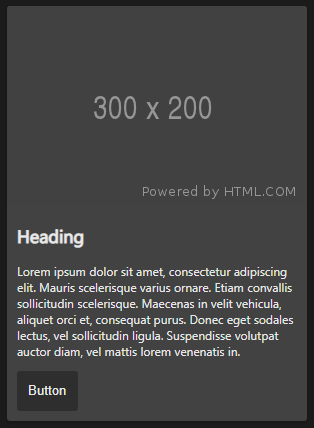 300 x 200
Powered by HTML.COM
Heading
Lorem ipsum dolor sit amet, consectetur adipiscing
elit. Mauris scelerisque varius ornare. Etiam convallis
sollicitudin scelerisque. Maecenas in velit vehicula,
aliquet orci et, consequat purus. Donec eget sodales
lectus, vel sollicitudin ligula. Suspendisse volutpat
auctor diam, vel mattis lorem venenatis in.
Button